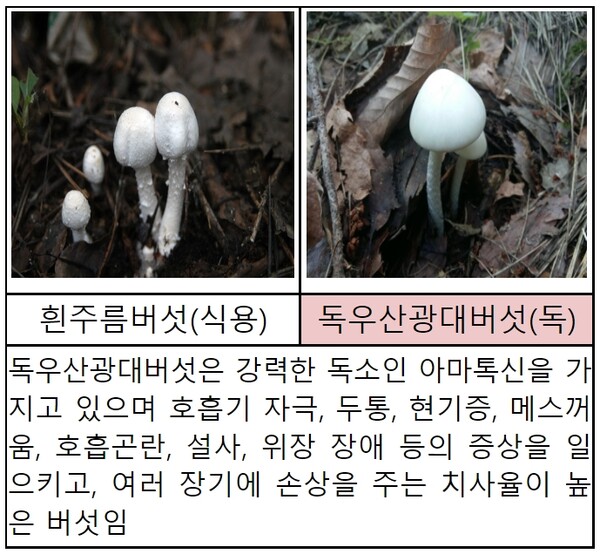 흰주름버섯(식용)
독우산광대버섯(독)
독우산광대버섯은 강력한 독소인 아마톡신을 가
지고 있으며 호흡기 자극, 두통, 현기증, 메스꺼
움, 호흡곤란, 설사, 위장 장애 등의 증상을 일
으키고, 여러 장기에 손상을 주는 치사율이 높
은 버섯임